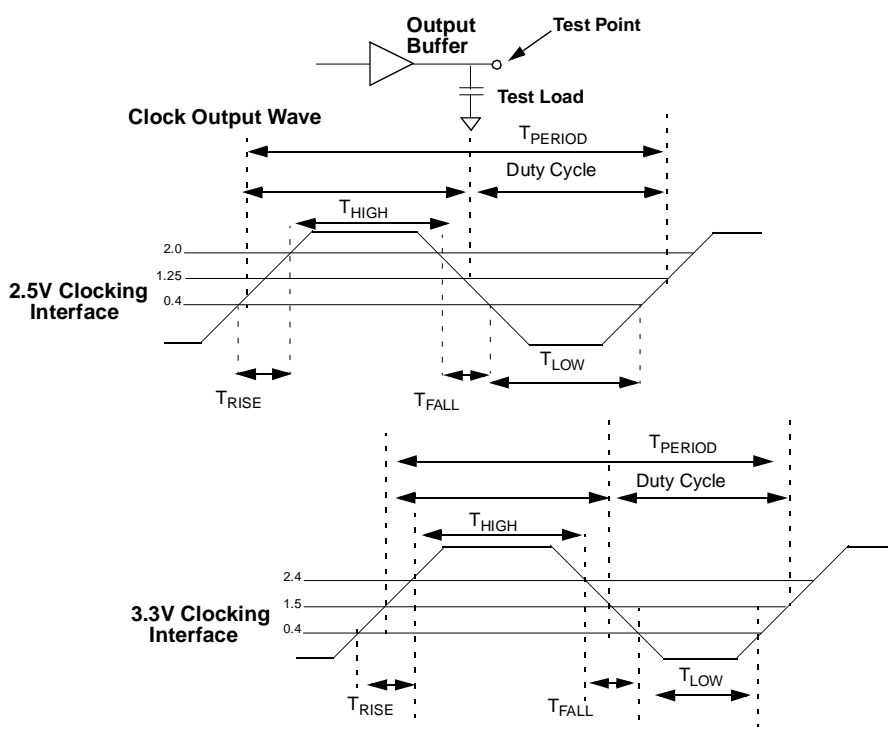 Output
Buffer
Test Point
Test Load
Clock Output Wave
TPERIOD
Duty Cycle
THIGH
2.0
1.25
0.4
2.5V Clocking
Interface
TLOW
TRISE
TFALL
TPERIOD
Duty Cycle
THIGH
2.4
1.5
0.4
3.3V Clocking
Interface
TLOW
TRISE
TFALL